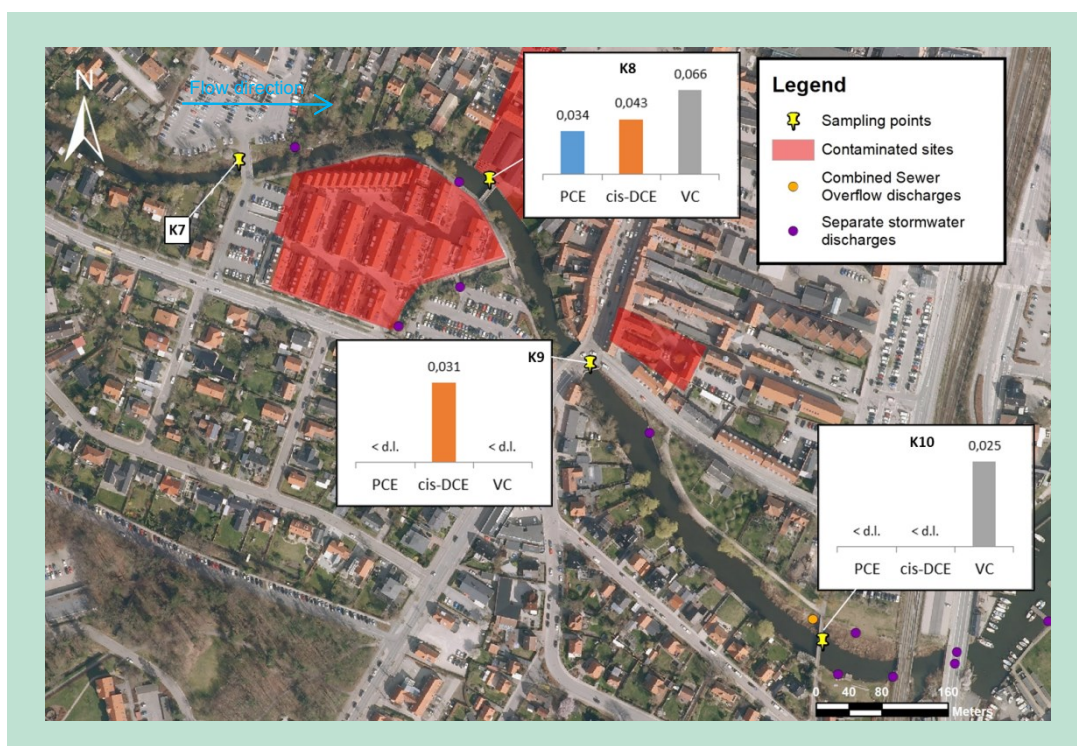 N
Flow direction
K7
K8
0,034
0,043
0,066
PCE
cis-DCE
VC
Legend
Sampling points
Contaminated sites
Combined Sewer
Overflow discharges
Separate stormwater
discharges
K9
< d.l.
0,031
< d.l.
PCE
cis-DCE
VC
K10
< d.l.
< d.l.
0,025
PCE
cis-DCE
VC
0 40 80 160
Meters